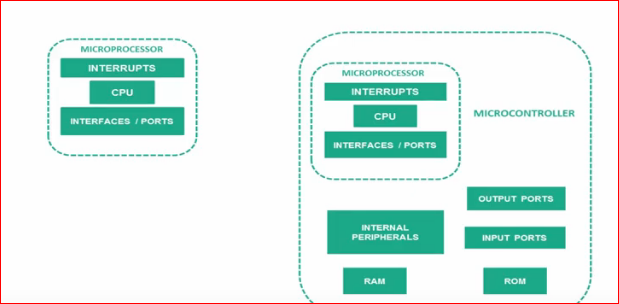 MICROPROCESSOR
INTERRUPTS
CPU
INTERFACES / PORTS
MICROPROCESSOR
INTERRUPTS
CPU
INTERFACES / PORTS
MICROCONTROLLER
OUTPUT PORTS
INTERNAL
PERIPHERALS
INPUT PORTS
RAM
ROM